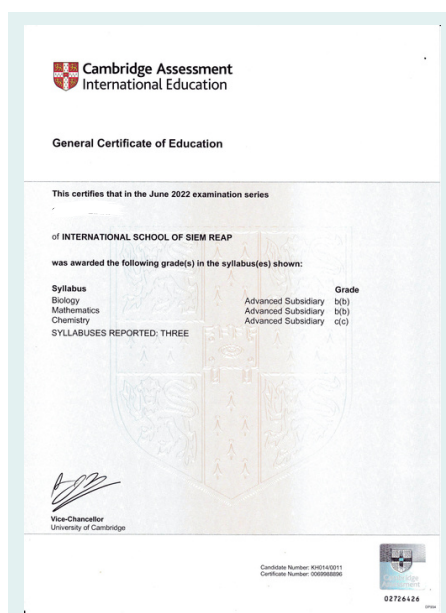 Cambridge Assessment
International Education
General Certificate of Education
This certifies that in the June 2022 examination series
of INTERNATIONAL SCHOOL OF SIEM REAP
was awarded the following grade(s) in the syllabus(es) shown:
Syllabus Grade
Biology Advanced Subsidiary b(b)
Mathematics Advanced Subsidiary b(b)
Chemistry Advanced Subsidiary c(c)
SYLLABUSES REPORTED: THREE
Vice-Chancellor
University of Cambridge
Candidate Number: KH014/0011
Certificate Number: 0069988896
02726426